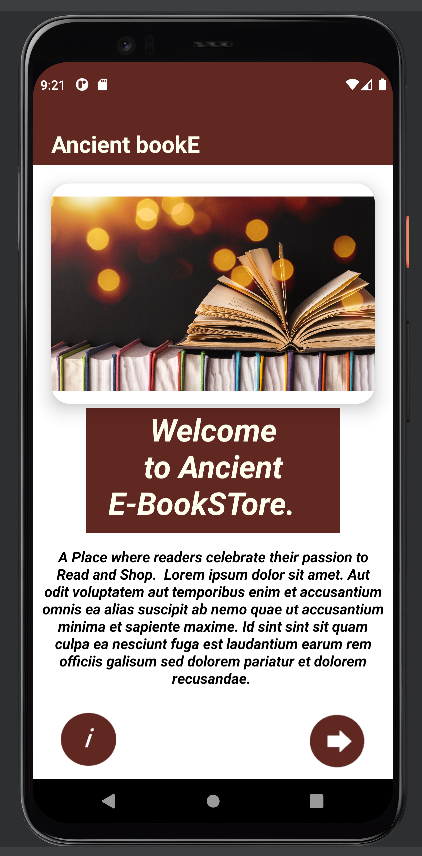 9:21
Ancient bookE
Welcome
to Ancient
E-BookSTore.
A Place where readers celebrate their passion to
Read and Shop.  Lorem ipsum dolor sit amet. Aut
odit voluptatem aut temporibus enim et accusantium
omnis ea alias suscipit ab nemo quae ut accusantium
minima et sapiente maxime. Id sint sint sit quam
culpa ea nesciunt fuga est laudantium earum rem
officiis galisum sed dolorem pariatur et dolorem
recusandae.
i